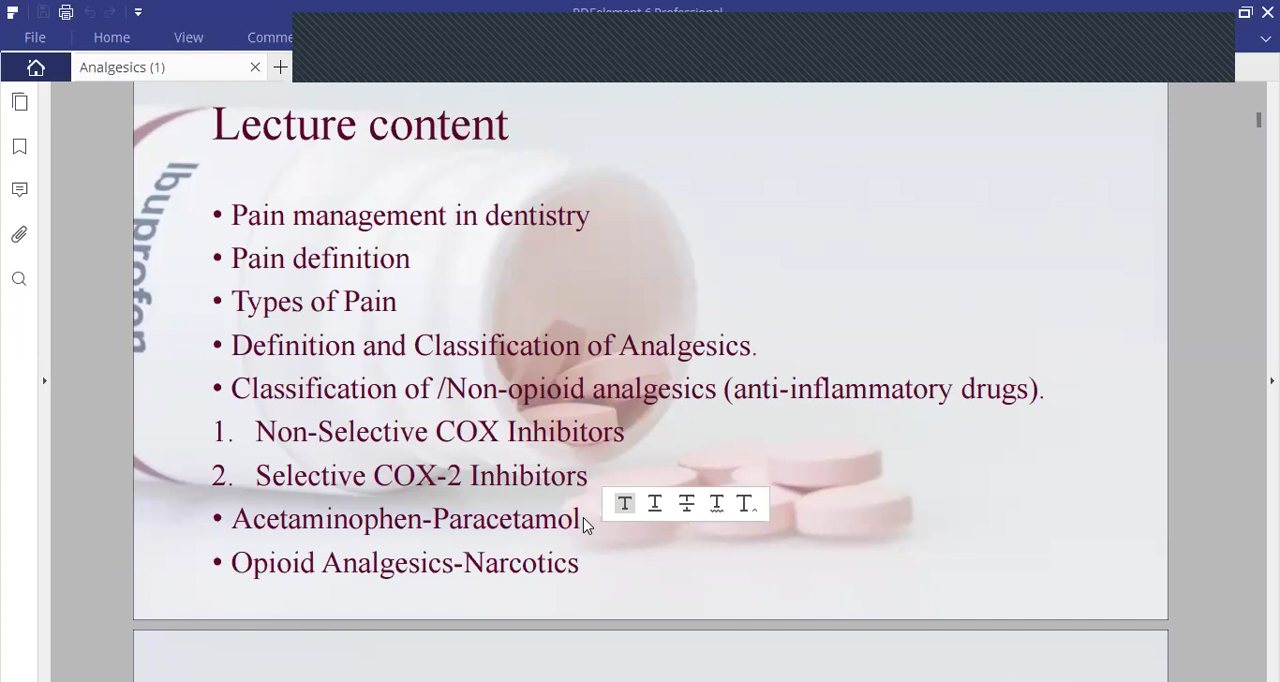 File
Home
View
Comme
Analgesics (1)
Lecture content
Ibuprofen
• Pain management in dentistry
• Pain definition
• Types of Pain
• Definition and Classification of Analgesics.
• Classification of /Non-opioid analgesics (anti-inflammatory drugs).
1. Non-Selective COX Inhibitors
2. Selective COX-2 Inhibitors
• Acetaminophen-Paracetamol
• Opioid Analgesics-Narcotics